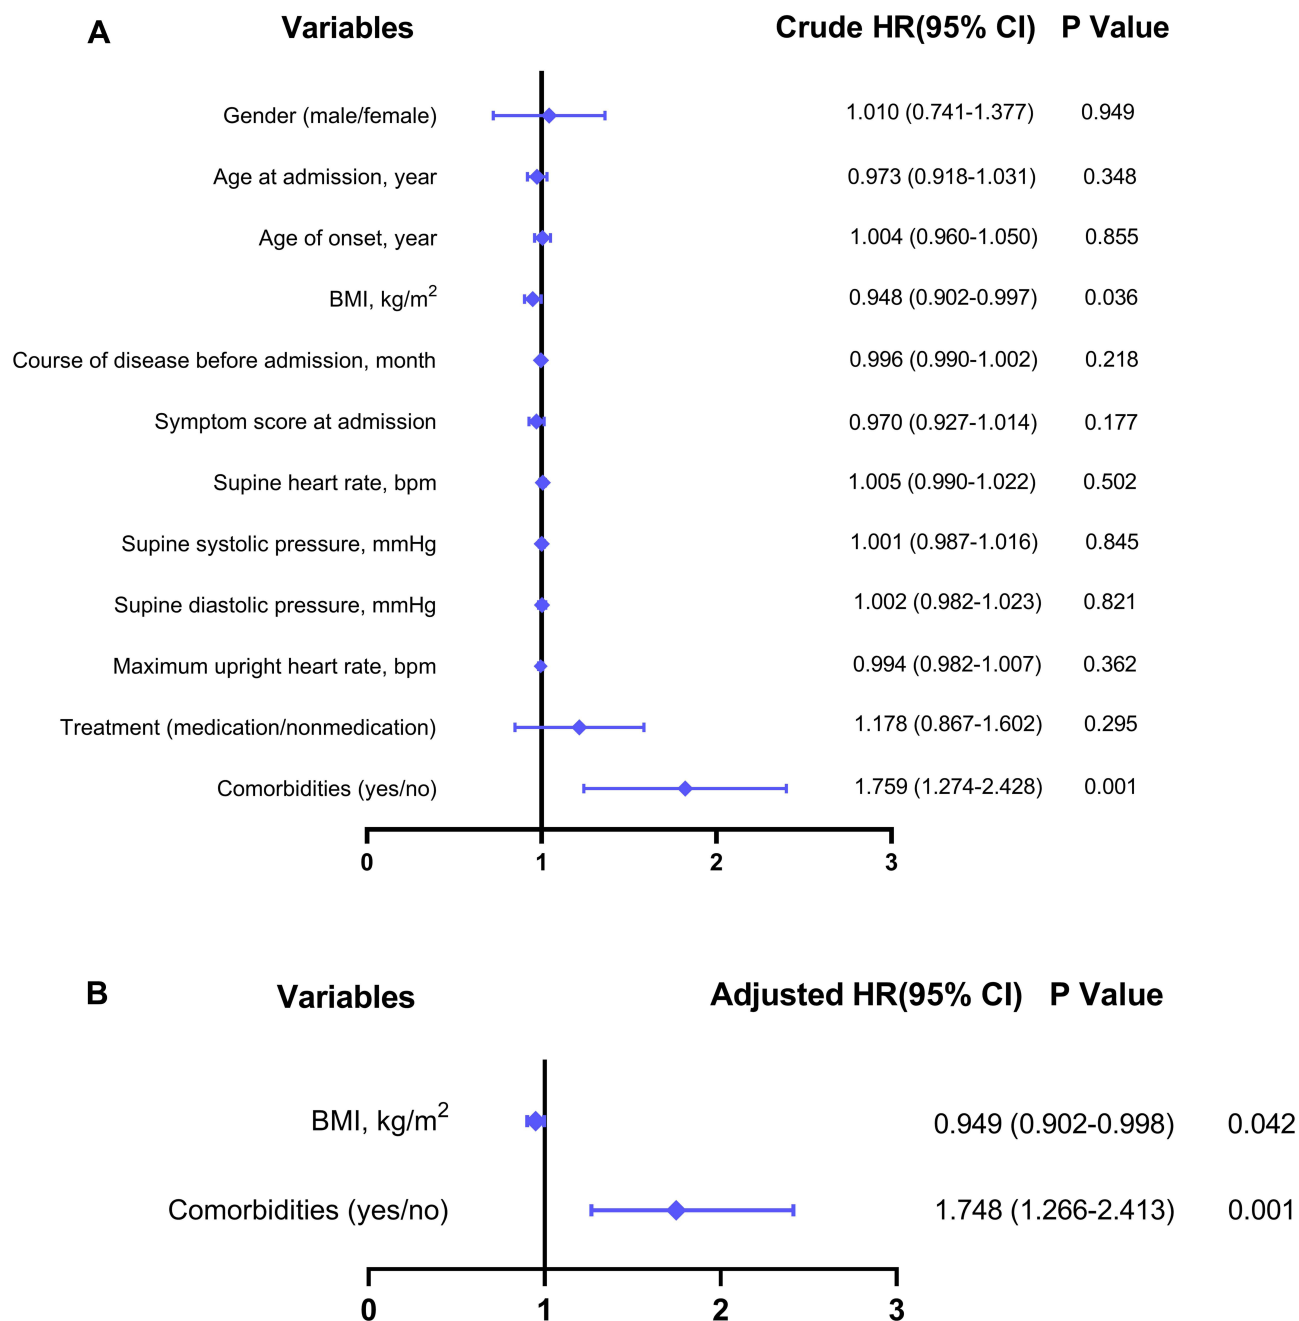 A Variables Crude HR(95% CI) P Value
Gender (male/female) 1.010 (0.741-1.377) 0.949
Age at admission, year 0.973 (0.918-1.031) 0.348
Age of onset, year 1.004 (0.960-1.050) 0.855
BMI, kg/m² 0.948 (0.902-0.997) 0.036
Course of disease before admission, month 0.996 (0.990-1.002) 0.218
Symptom score at admission 0.970 (0.927-1.014) 0.177
Supine heart rate, bpm 1.005 (0.990-1.022) 0.502
Supine systolic pressure, mmHg 1.001 (0.987-1.016) 0.845
Supine diastolic pressure, mmHg 1.002 (0.982-1.023) 0.821
Maximum upright heart rate, bpm 0.994 (0.982-1.007) 0.362
Treatment (medication/nonmedication) 1.178 (0.867-1.602) 0.295
Comorbidities (yes/no) 1.759 (1.274-2.428) 0.001
0 1 2 3
B Variables Adjusted HR(95% CI) P Value
BMI, kg/m² 0.949 (0.902-0.998) 0.042
Comorbidities (yes/no) 1.748 (1.266-2.413) 0.001
0 1 2 3